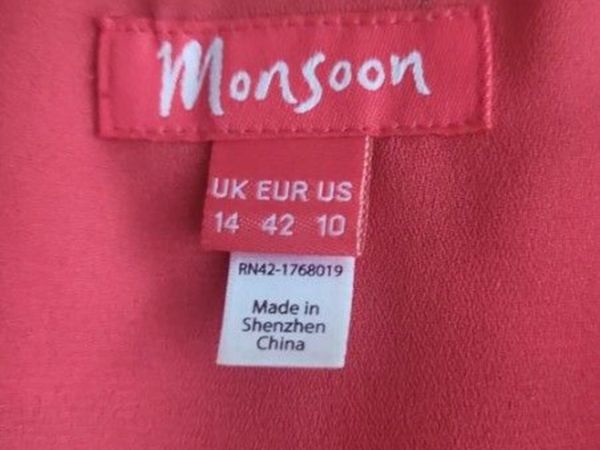 Monsoon
UK EUR US
14 42 10
RN42-1768019
Made in
Shenzhen
China